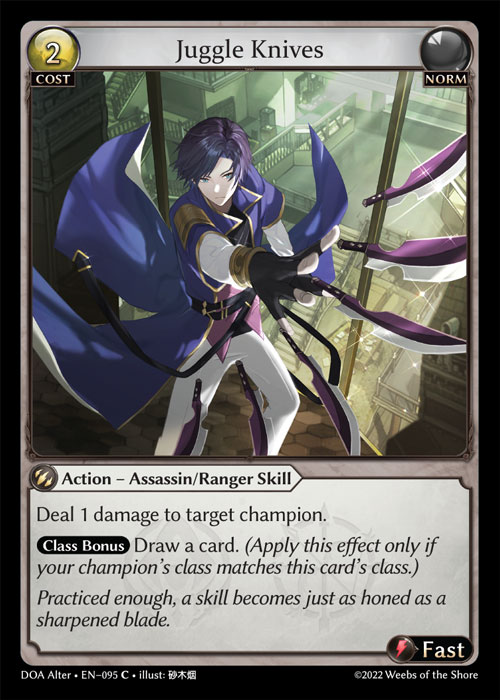 2
Juggle Knives
COST
NORM
Action – Assassin/Ranger Skill
Deal 1 damage to target champion.
Class Bonus Draw a card. (Apply this effect only if
your champion's class matches this card's class.)
Practiced enough, a skill becomes just as honed as a
sharpened blade.
Fast
DOA Alter • EN–095 C • illust: 砂木烟
©2022 Weebs of the Shore